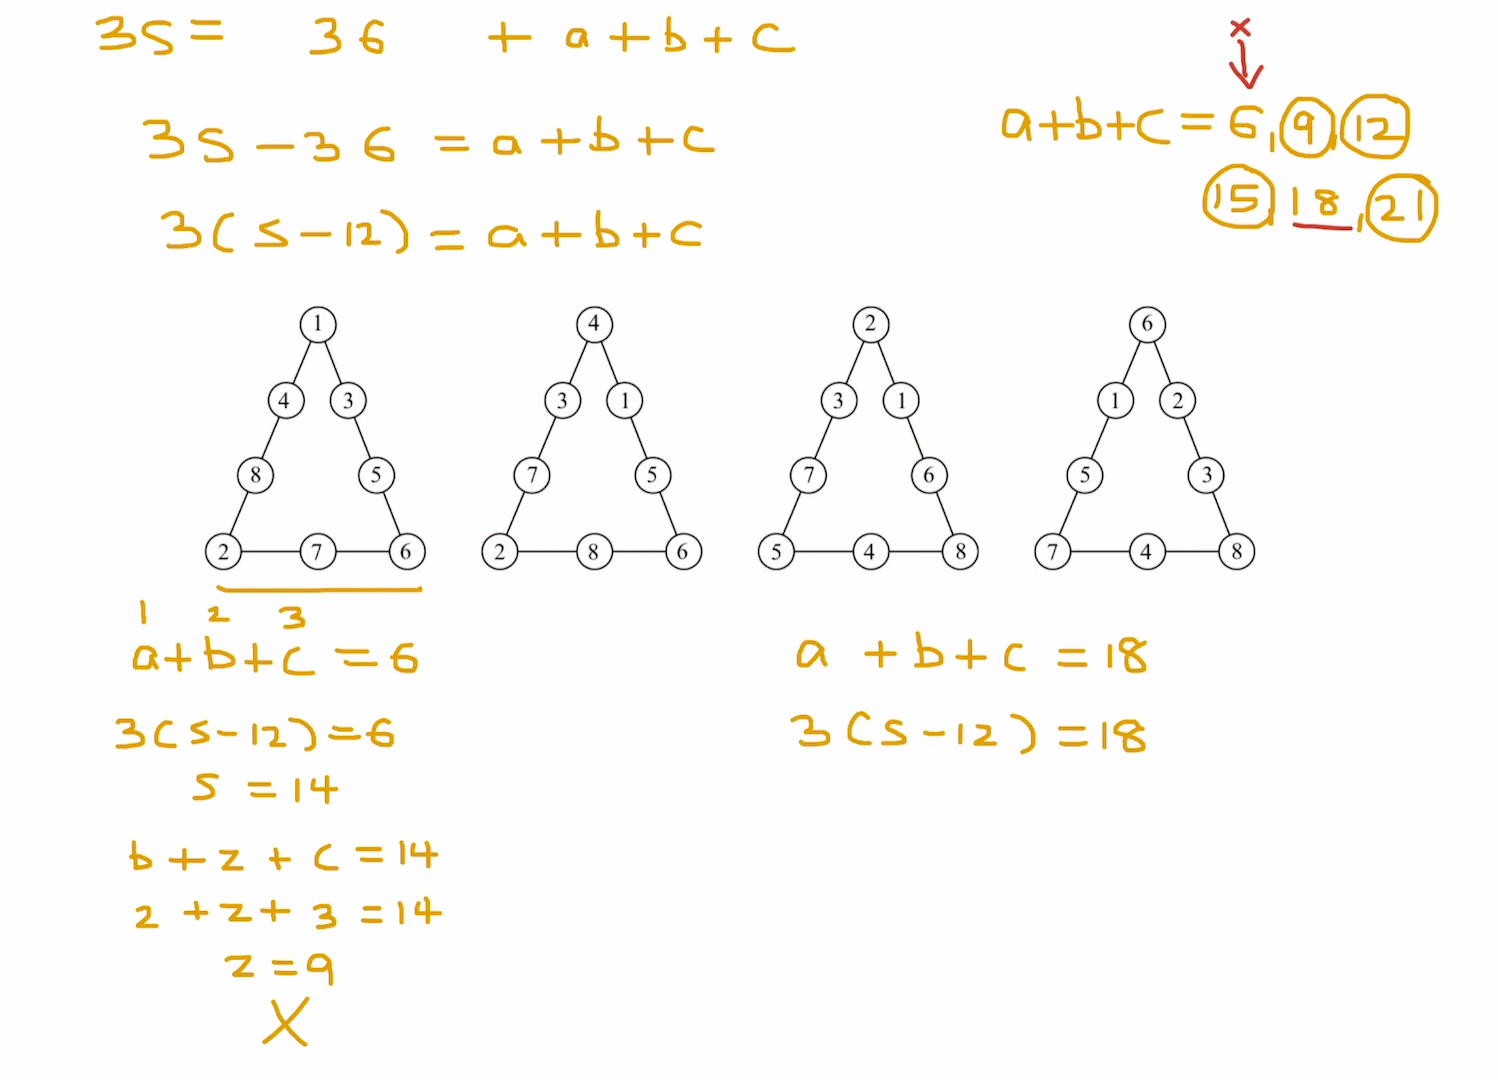 3S = 36 + a + b + c
3S - 36 = a + b + c
3(S - 12) = a + b + c
x
a+b+c = 6, 9, 12
15, 18, 21
1 4 2 6
4 3 3 1 3 1 1 2
8 5 7 5 7 6 5 3
2 7 6 2 8 6 5 4 8 7 4 8
1 2 3
a+b+c = 6
3(S-12) = 6
S = 14
b + z + c = 14
2 + z + 3 = 14
z = 9
X
a + b + c = 18
3(S - 12) = 18